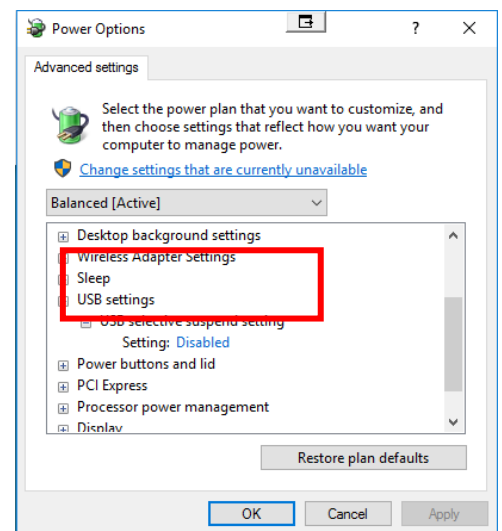 Power Options
Advanced settings
Select the power plan that you want to customize, and
then choose settings that reflect how you want your
computer to manage power.
Change settings that are currently unavailable
Balanced [Active]
Desktop background settings
Wireless Adapter Settings
Sleep
USB settings
USB selective suspend setting
Setting: Disabled
Power buttons and lid
PCI Express
Processor power management
Display
Restore plan defaults
OK
Cancel
Apply